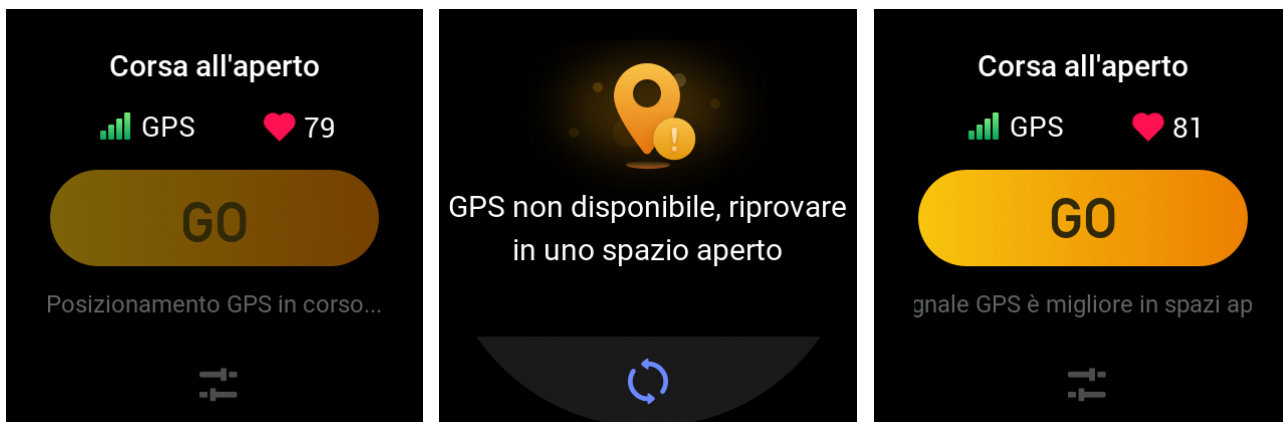 Corsa all'aperto
GPS 79
GO
Posizionamento GPS in corso...
GPS non disponibile, riprovare
in uno spazio aperto
Corsa all'aperto
GPS 81
GO
gnale GPS è migliore in spazi ap